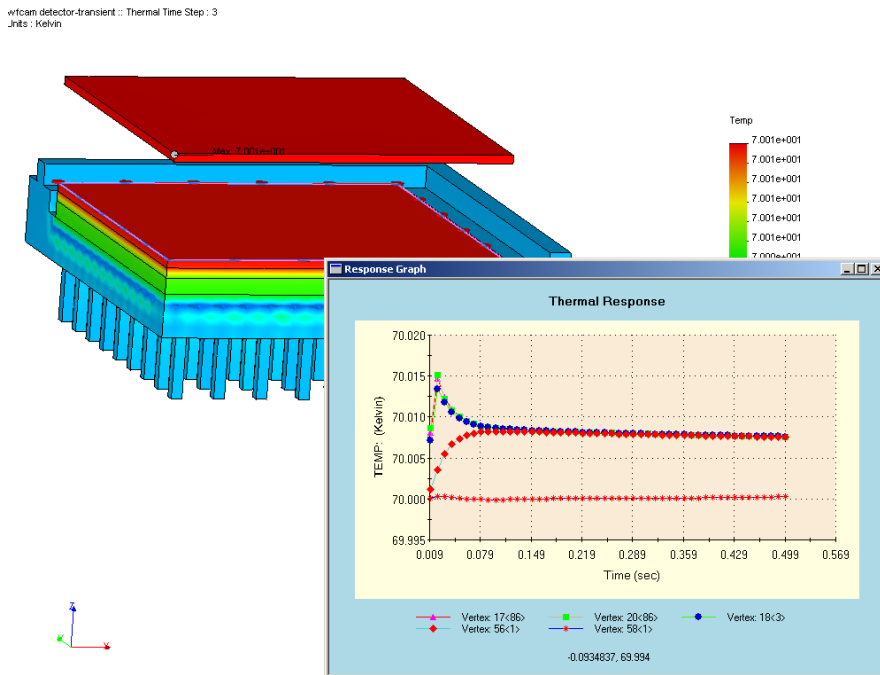 wfcam detector-transient :: Thermal Time Step : 3
Units : Kelvin
Max: 7.001e+001
Temp
7.001e+001
7.001e+001
7.001e+001
7.001e+001
7.001e+001
7.001e+001
7.000e+001
Response Graph
Thermal Response
TEMP: (Kelvin)
70.020
70.015
70.010
70.005
70.000
69.995
0.009 0.079 0.149 0.219 0.289 0.359 0.429 0.499 0.569
Time (sec)
Vertex: 17<86> Vertex: 20<86> Vertex: 18<3>
Vertex: 56<1> Vertex: 58<1>
-0.0934837, 69.994
Z
Y
X